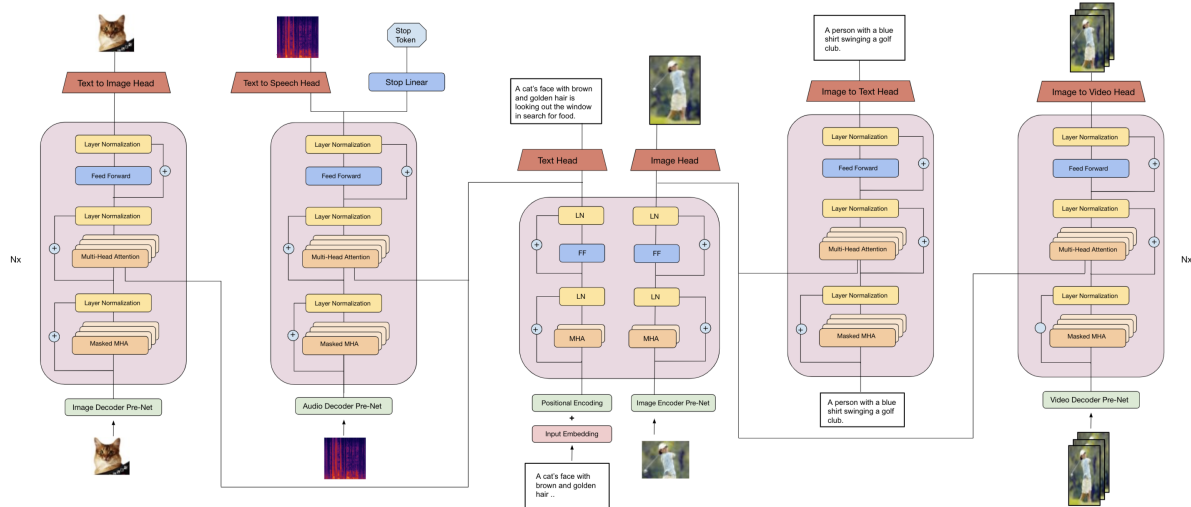 Stop
Token
Text to Image Head
Text to Speech Head
Stop Linear
A cat's face with brown
and golden hair is
looking out the window
in search for food.
A person with a blue
shirt swinging a golf
club.
Text Head
Image Head
Image to Text Head
Image to Video Head
Nx
Layer Normalization
Feed Forward
Layer Normalization
Multi-Head Attention
Layer Normalization
Masked MHA
Image Decoder Pre-Net
Layer Normalization
Feed Forward
Layer Normalization
Multi-Head Attention
Layer Normalization
Masked MHA
Audio Decoder Pre-Net
LN
FF
LN
MHA
Positional Encoding
+
Input Embedding
A cat's face with
brown and golden
hair ..
LN
FF
LN
MHA
Image Encoder Pre-Net
Layer Normalization
Feed Forward
Layer Normalization
Multi-Head Attention
Layer Normalization
Masked MHA
A person with a blue
shirt swinging a golf
club.
Layer Normalization
Feed Forward
Layer Normalization
Multi-Head Attention
Layer Normalization
Masked MHA
Video Decoder Pre-Net
Nx